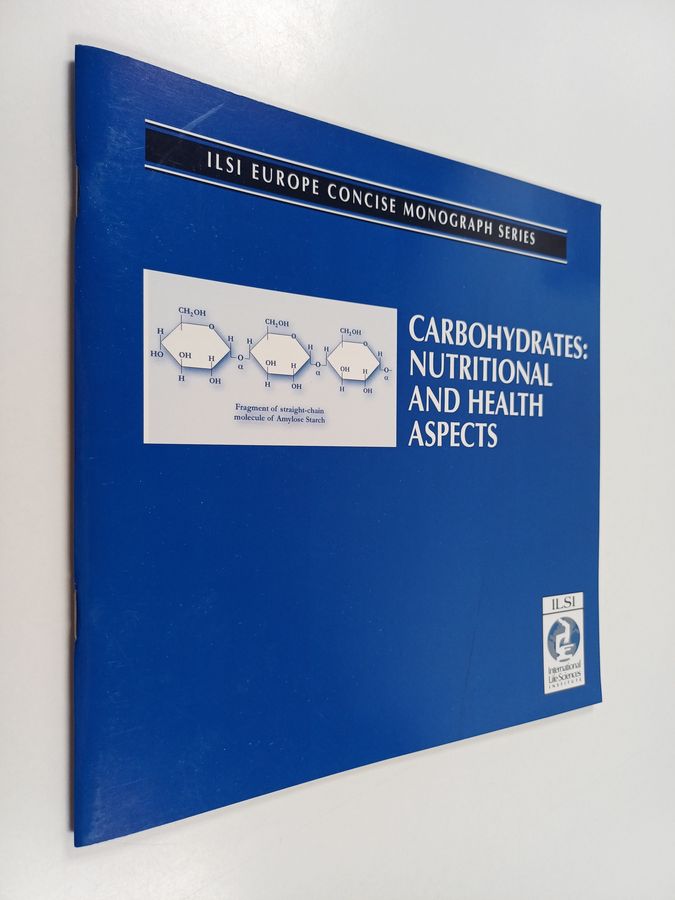 ILSI EUROPE CONCISE MONOGRAPH SERIES
CH₂OH
O
H
H
HO
OH
H
H
OH
O
α
CH₂OH
O
H
H
OH
H
H
OH
O
α
CH₂OH
O
H
H
OH
H
H
OH
O
α
Fragment of straight-chain
molecule of Amylose Starch
CARBOHYDRATES:
NUTRITIONAL
AND HEALTH
ASPECTS
ILSI
International
Life Sciences
INSTITUTE